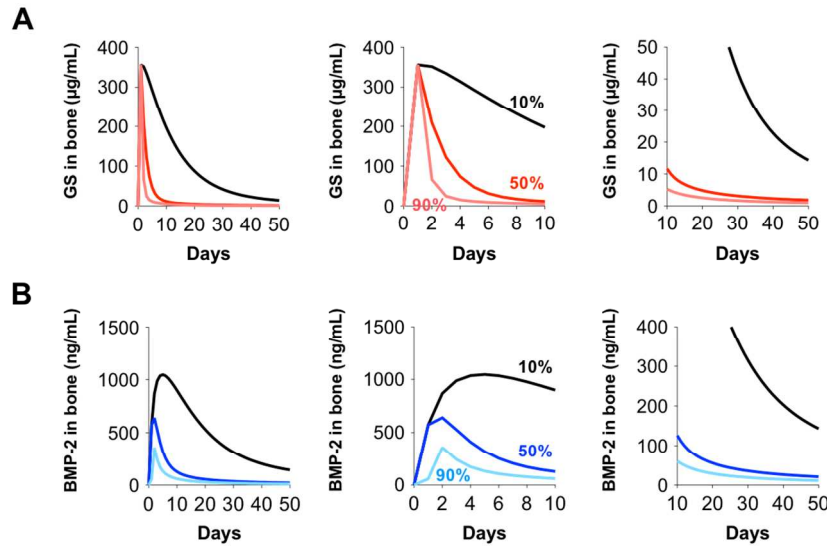 A
GS in bone (µg/mL)
400
300
200
100
0
0 10 20 30 40 50
Days
GS in bone (µg/mL)
400
300
200
100
0
10%
50%
90%
0 2 4 6 8 10
Days
GS in bone (µg/mL)
50
40
30
20
10
0
10 20 30 40 50
Days
B
BMP-2 in bone (ng/mL)
1500
1000
500
0
0 10 20 30 40 50
Days
BMP-2 in bone (ng/mL)
1500
1000
500
0
10%
50%
90%
0 2 4 6 8 10
Days
BMP-2 in bone (ng/mL)
400
300
200
100
0
10 20 30 40 50
Days